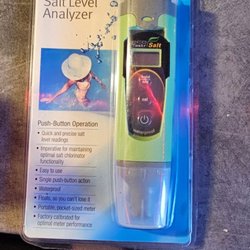 Salt Level
Analyzer
Salt
Push-Button Operation
• Quick and precise salt
level readings
• Imperative for maintaining
optimal salt chlorinator
functionality
• Easy to use
• Single push-button action
• Waterproof
• Floats, so you can't lose it
• Portable, pocket-sized meter
• Factory calibrated for
optimal meter performance
waterproof